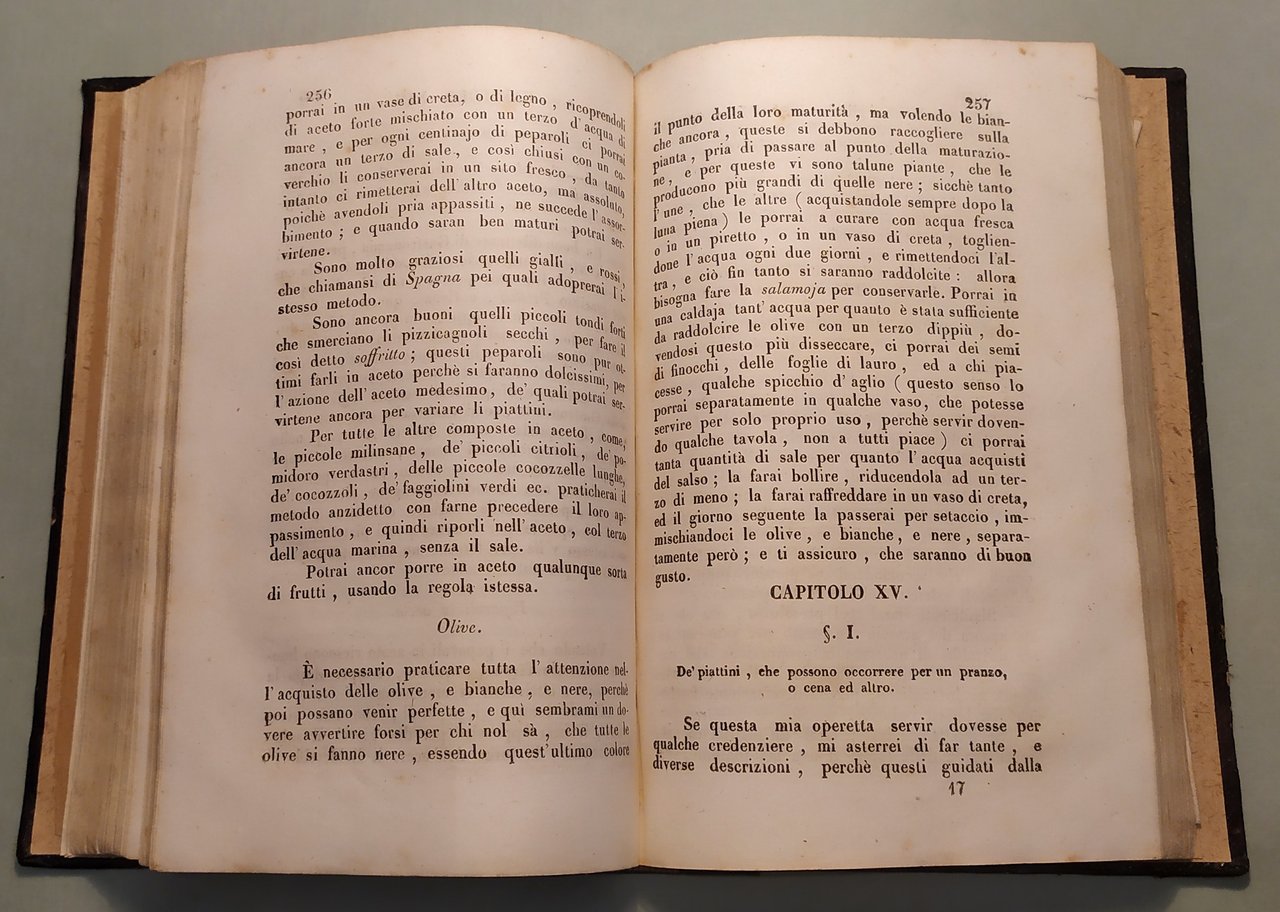 256
porrai in un vase di creta, o di legno , ricoprendoli
di aceto forte mischiato con un terzo d'acqua di
mare , e per ogni centinajo di peparoli ci porrai
ancora un terzo di sale , e così chiusi con un co-
verchio li conserverai in un sito fresco , da tanto
intanto ci rimetterai dell'altro aceto, ma assoluto,
poichè avendoli pria appassiti , ne succede l'assor-
bimento ; e quando saran ben maturi potrai ser-
virtene.
Sono molto graziosi quelli gialli , e rossi,
che chiamansi di Spagna pei quali adoprerai l'i-
stesso metodo.
Sono ancora buoni quelli piccoli tondi forti
che smerciano li pizzicagnoli secchi , per fare il
così detto soffritto ; questi peparoli sono pur ot-
timi farli in aceto perchè si faranno dolcissimi, per
l'azione dell'aceto medesimo, de' quali potrai ser-
virtene ancora per variare li piattini.
Per tutte le altre composte in aceto , come,
le piccole milinsane , de' piccoli citrioli , de' po-
midoro verdastri , delle piccole cocozzelle lunghe,
de' cocozzoli , de' faggiolini verdi ec. praticherai il
metodo anzidetto con farne precedere il loro ap-
passimento , e quindi riporli nell'aceto , col terzo
dell'acqua marina , senza il sale.
Potrai ancor porre in aceto qualunque sorta
di frutti , usando la regola istessa.
Olive.
È necessario praticare tutta l'attenzione nel-
l'acquisto delle olive , e bianche , e nere, perchè
poi possano venir perfette , e quì sembrami un do-
vere avvertire forsi per chi nol sà , che tutte le
olive si fanno nere , essendo quest'ultimo colore
257
il punto della loro maturità , ma volendo le bian-
che ancora , queste si debbono raccogliere sulla
pianta , pria di passare al punto della maturazio-
ne , e per queste vi sono talune piante , che le
producono più grandi di quelle nere ; sicchè tanto
l'une , che le altre ( acquistandole sempre dopo la
luna piena ) le porrai a curare con acqua fresca
o in un piretto , o in un vaso di creta , toglien-
done l'acqua ogni due giorni , e rimettendoci l'al-
tra , e ciò fin tanto si saranno raddolcite : allora
bisogna fare la salamoja per conservarle. Porrai in
una caldaja tant'acqua per quanto è stata sufficiente
da raddolcire le olive con un terzo dippiù , do-
vendosi questo più disseccare, ci porrai dei semi
di finocchi , delle foglie di lauro , ed a chi pia-
cesse , qualche spicchio d'aglio ( questo senso lo
porrai separatamente in qualche vaso, che potesse
servire per solo proprio uso , perchè servir doven-
do qualche tavola , non a tutti piace ) ci porrai
tanta quantità di sale per quanto l'acqua acquisti
del salso ; la farai bollire , riducendola ad un ter-
zo di meno ; la farai raffreddare in un vaso di creta,
ed il giorno seguente la passerai per setaccio , im-
mischiandoci le olive , e bianche , e nere , separa-
tamente però ; e ti assicuro , che saranno di buon
gusto.
CAPITOLO XV.
§. I.
De' piattini , che possono occorrere per un pranzo,
o cena ed altro.
Se questa mia operetta servir dovesse per
qualche credenziere , mi asterrei di far tante , e
diverse descrizioni , perchè questi guidati dalla
17